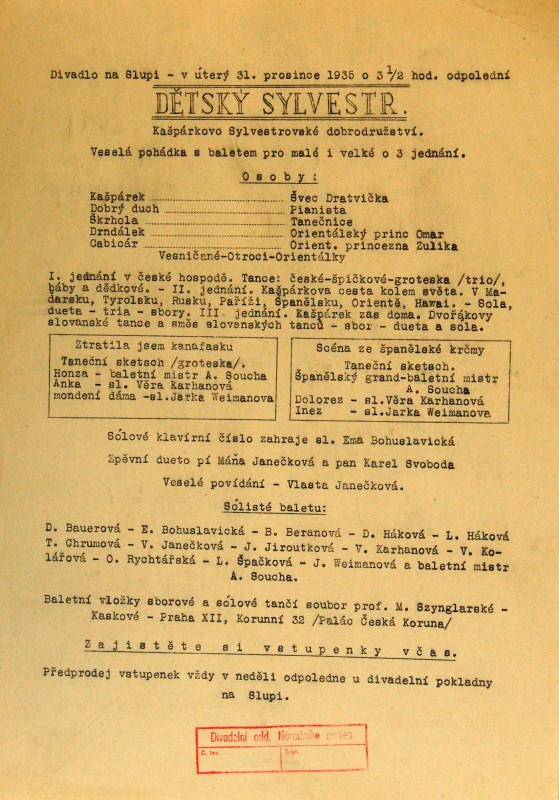 Divadlo na Slupi - v úterý 31. prosince 1935 o 3 1/2 hod. odpolední
DĚTSKÝ SYLVESTR.
Kašpárkovo Sylvestrovské dobrodružství.
Veselá pohádka s baletem pro malé i velké o 3 jednání.
Osoby:
Kašpárek ........ Švec Dratvička
Dobrý duch ........ Pianista
Škrhola ........ Tanečnice
Drndálek ........ Orientálský princ Omar
Cabicár ........ Orient. princezna Zulika
Vesničané-Otroci-Orientálky
I. jednání v české hospodě. Tance: české-špičkové-groteska /trio/,
báby a dědkové. - II. jednání. Kašpárkova cesta kolem světa. V Ma-
ďarsku, Tyrolsku, Rusku, Paříži, Španělsku, Orientě, Hawai. - Sola,
dueta - tria - sbory. III. jednání. Kašpárek zas doma. Dvořákovy
slovanské tance a směs slovanských tanců - sbor - dueta a sola.
Ztratila jsem kanafasku
Taneční sketsch /groteska/.
Honza - baletní mistr A. Soucha
Anka - sl. Věra Karhanová
mondení dáma -sl.Jarka Weimanova
Scéna ze španělské krčmy
Taneční sketsch.
Španělský grand-baletní mistr
A. Soucha
Dolorez - sl.Věra Karhanová
Inez - sl.Jarka Weimanova
Sólové klavírní číslo zahraje sl. Ema Bohuslavická
Zpěvní dueto pí Máňa Janečková a pan Karel Svoboda
Veselé povídání - Vlasta Janečková.
Sólisté baletu:
D. Bauerová - E. Bohuslavická - B. Beranová - D. Háková - L. Háková
T. Chrumová - V. Janečková - J. Jiroutková - V. Karhanová - V. Ko-
lářová - O. Rychtářská - L. Špačková - J. Weimanová a baletní mistr
A. Soucha.
Baletní vložky sborové a sólové tančí soubor prof. M. Szynglarské -
Kaskové - Praha XII, Korunní 32 /Palác Česká Koruna/
Zajistěte si vstupenky včas.
Předprodej vstupenek vždy v neděli odpoledne u divadelní pokladny
na Slupi.
Divadelní odd. Národního musea
Č. inv.
Sign.